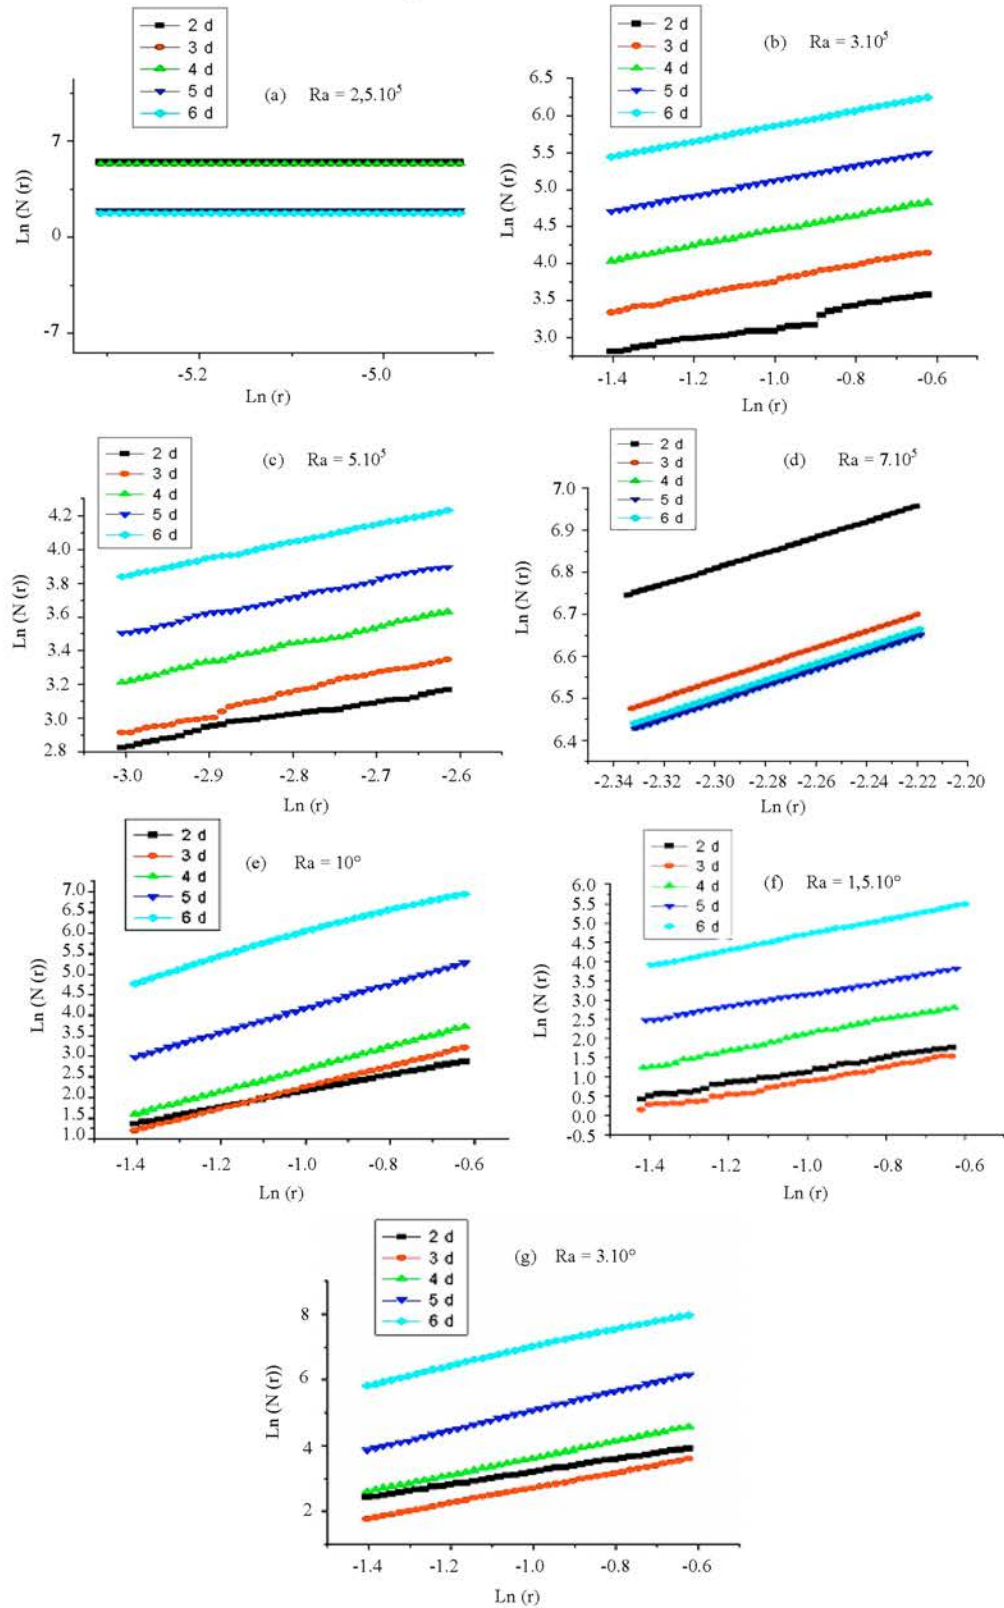 2 d
3 d
4 d
5 d
6 d
(a) Ra = 2,5.10⁵
7
0
-7
Ln (N (r))
-5.2 -5.0
Ln (r)
2 d
3 d
4 d
5 d
6 d
(b) Ra = 3.10⁵
6.5
6.0
5.5
5.0
4.5
4.0
3.5
3.0
Ln (N (r))
-1.4 -1.2 -1.0 -0.8 -0.6
Ln (r)
2 d
3 d
4 d
5 d
6 d
(c) Ra = 5.10⁵
4.2
4.0
3.8
3.6
3.4
3.2
3.0
2.8
Ln (N (r))
-3.0 -2.9 -2.8 -2.7 -2.6
Ln (r)
2 d
3 d
4 d
5 d
6 d
(d) Ra = 7.10⁵
7.0
6.9
6.8
6.7
6.6
6.5
6.4
Ln (N (r))
-2.34 -2.30 -2.28 -2.26 -2.24 -2.22 -2.20
Ln (r)
2 d
3 d
4 d
5 d
6 d
(e) Ra = 10°
7.0
6.5
6.0
5.5
5.0
4.5
4.0
3.5
3.0
2.5
2.0
1.5
1.0
Ln (N (r))
-1.4 -1.2 -1.0 -0.8 -0.6
Ln (r)
2 d
3 d
4 d
5 d
6 d
(f) Ra = 1,5.10°
6.0
5.5
5.0
4.5
4.0
3.5
3.0
2.5
2.0
1.5
1.0
0.5
0.0
-0.5
Ln (N (r))
-1.4 -1.2 -1.0 -0.8 -0.6
Ln (r)
2 d
3 d
4 d
5 d
6 d
(g) Ra = 3.10°
8
6
4
2
Ln (N (r))
-1.4 -1.2 -1.0 -0.8 -0.6
Ln (r)